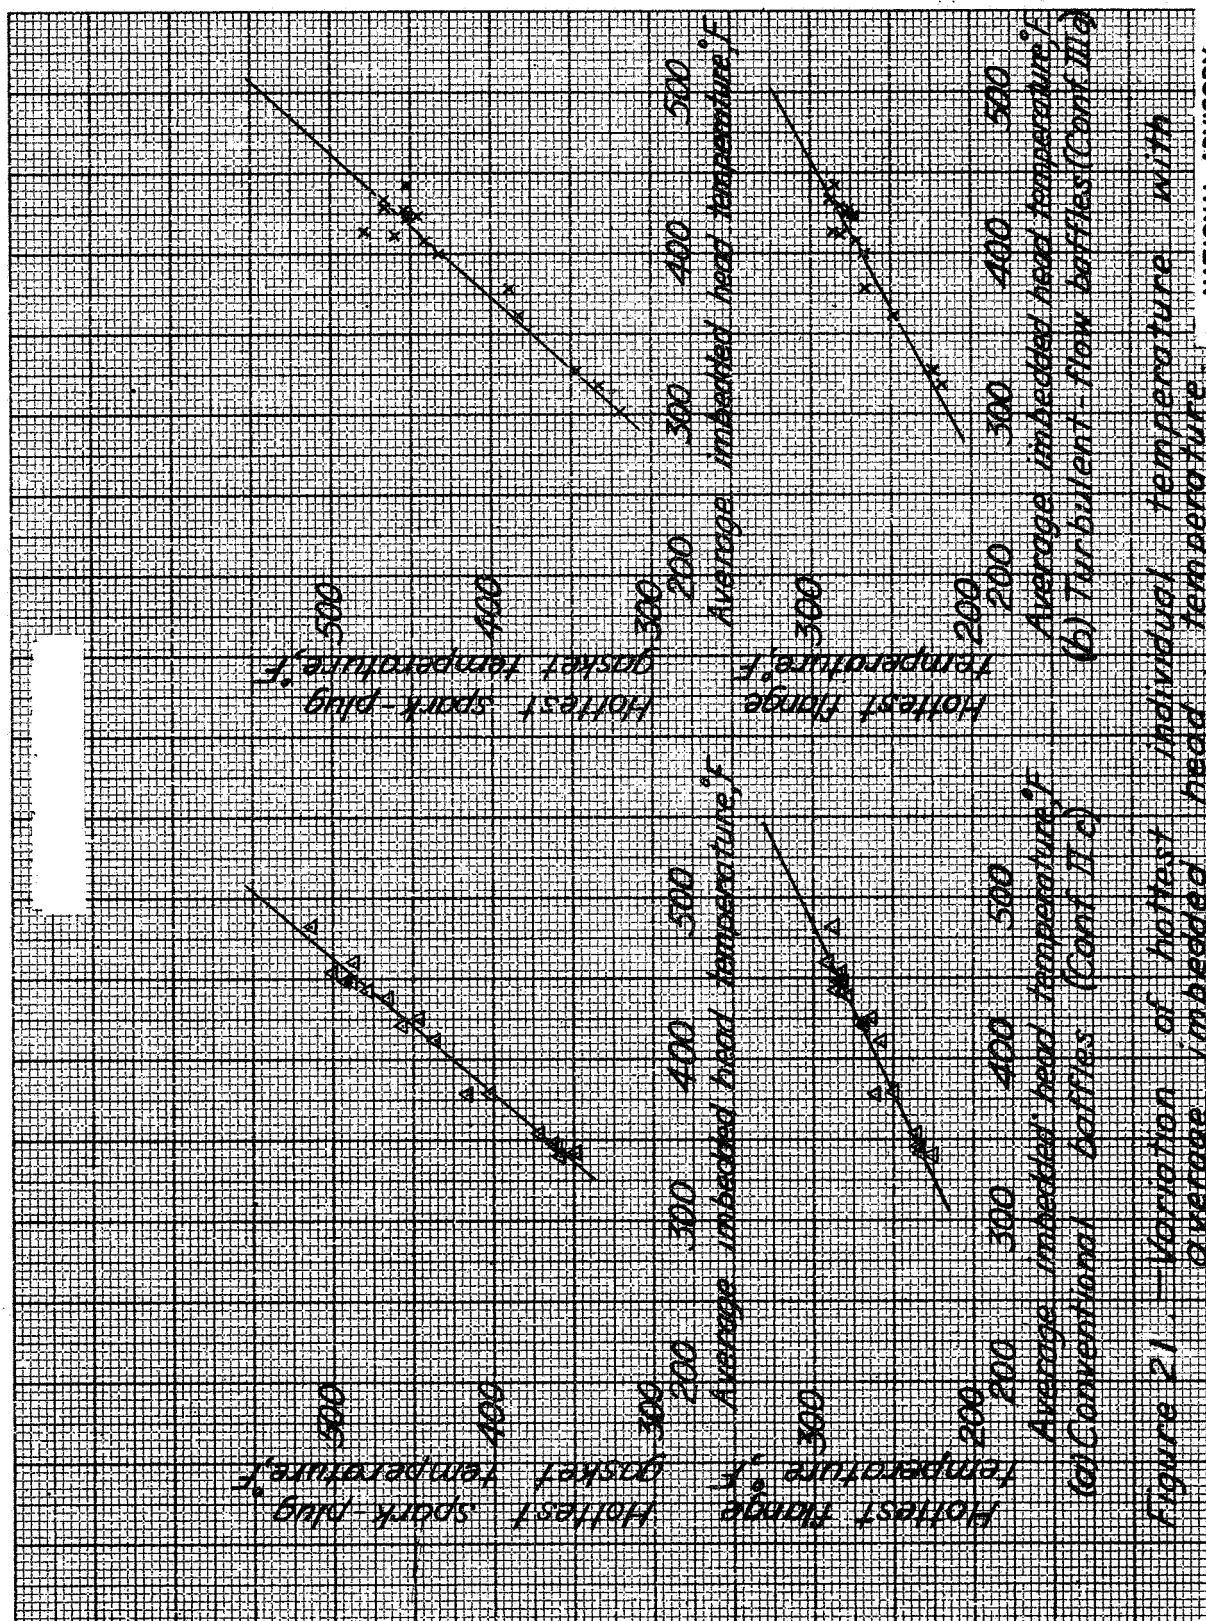 Hottest spark-plug
gasket temperature,°F
500
400
300
200 300 400 500
Average imbedded head temperature,°F
Hottest flange
temperature,°F
300
200
200 300 400 500
Average imbedded head temperature,°F
(a) Conventional baffles (Conf. II c)
Hottest spark-plug
gasket temperature,°F
500
400
300
200 300 400 500
Average imbedded head temperature,°F
Hottest flange
temperature,°F
300
200
200 300 400 500
Average imbedded head temperature,°F
(b) Turbulent-flow baffles (Conf. III a)
Figure 21.—Variation of hottest individual temperature with
average imbedded head temperature.
NATIONAL ADVISORY